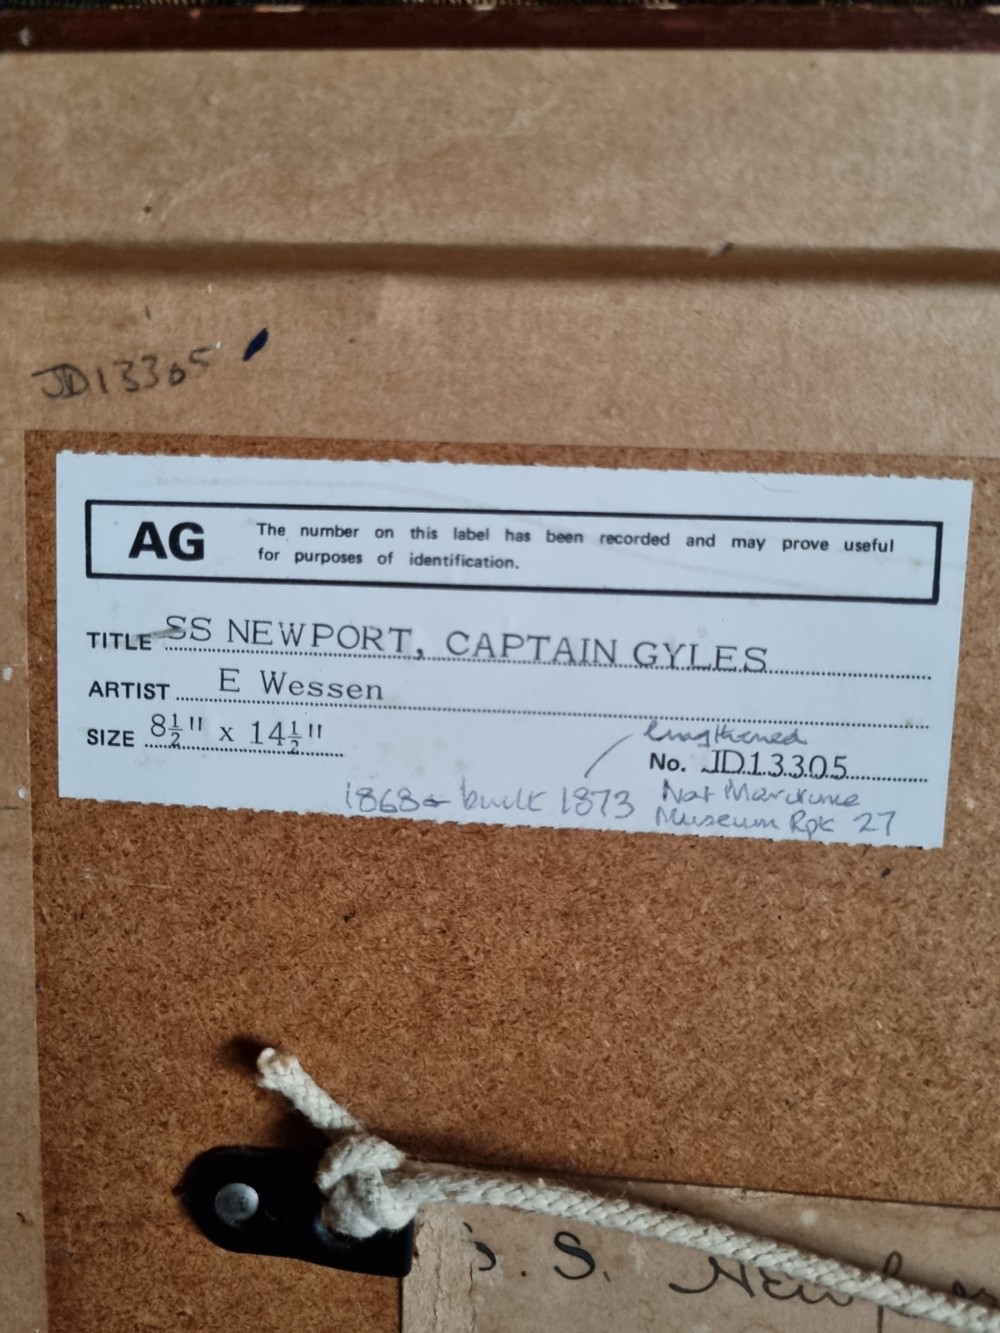 JD13305
AG
The number on this label has been recorded and may prove useful
for purposes of identification.
TITLE SS NEWPORT, CAPTAIN GYLES
ARTIST E Wessen
SIZE 8½" x 14½"
lengthened
No. JD13305
1868 built 1873 Nat Maritime
Museum 27
S. S. Newpor